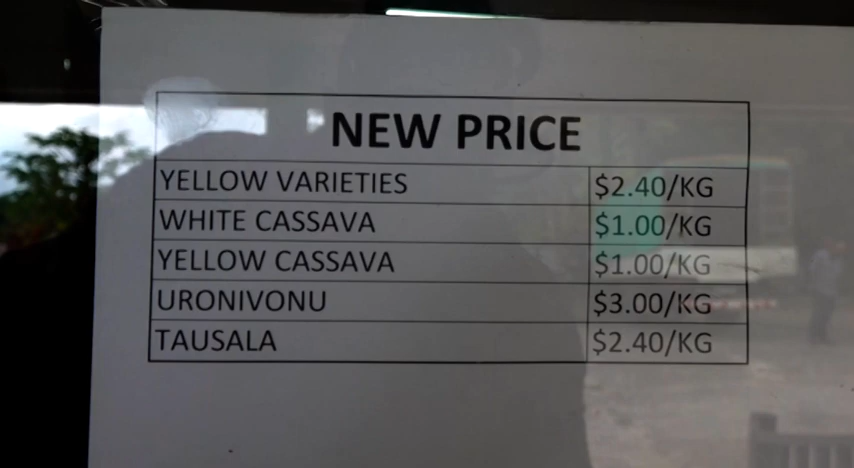 NEW PRICE
YELLOW VARIETIES $2.40/KG
WHITE CASSAVA $1.00/KG
YELLOW CASSAVA $1.00/KG
URONIVONU $3.00/KG
TAUSALA $2.40/KG